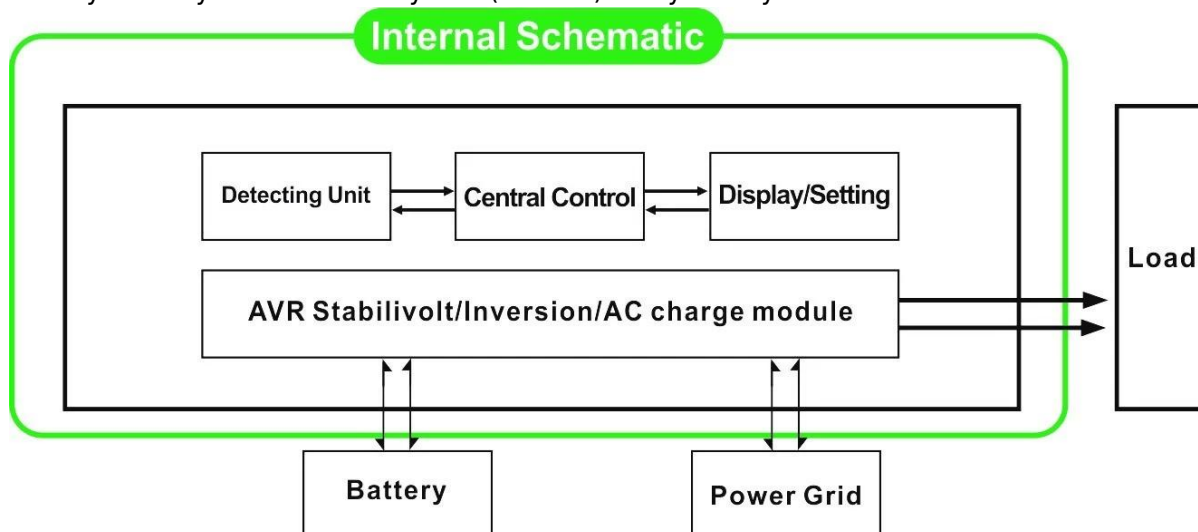 Internal Schematic
Detecting Unit
Central Control
Display/Setting
AVR Stabilivolt/Inversion/AC charge module
Load
Battery
Power Grid